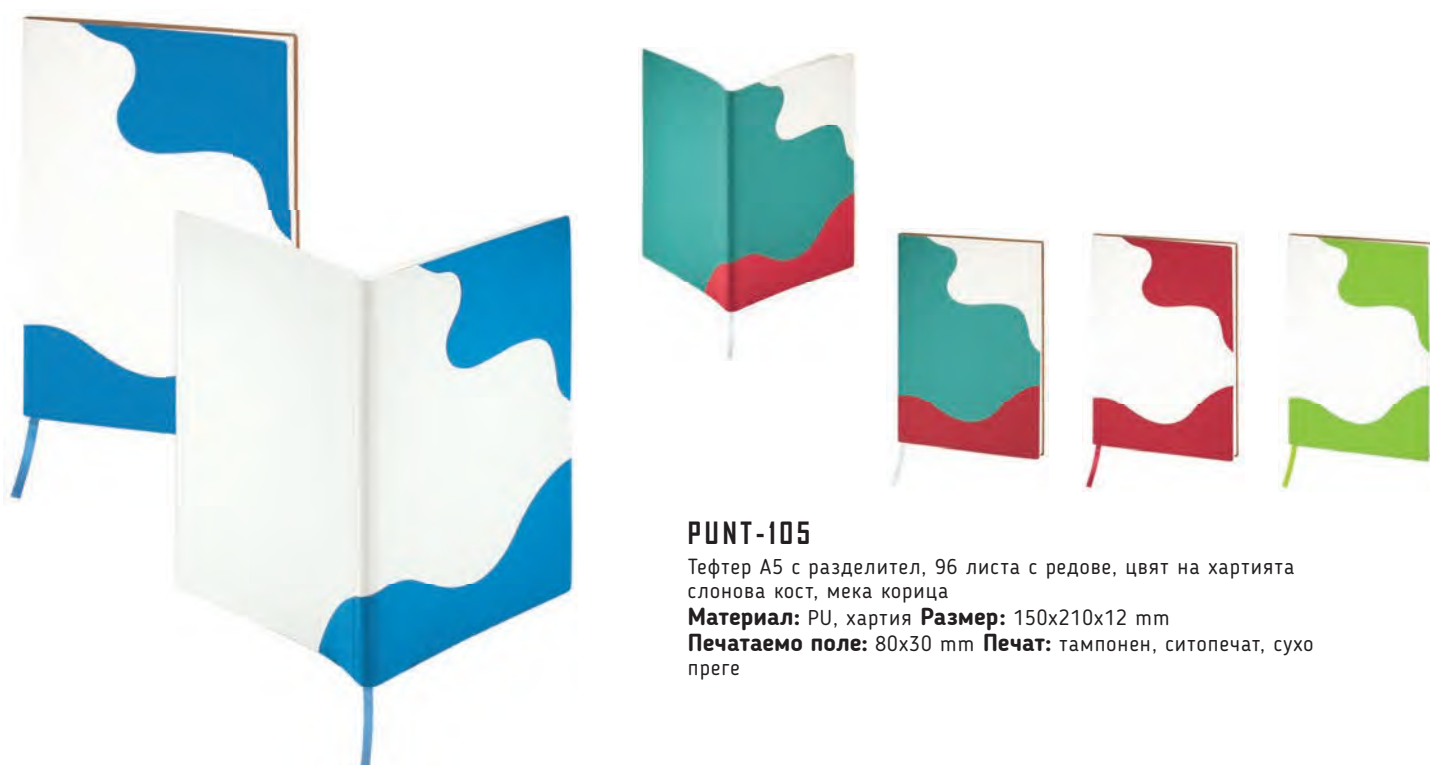 PUNT-105
Тефтер А5 с разделител, 96 листа с редове, цвят на хартията
слонова кост, мека корица
Материал: PU, хартия Размер: 150x210x12 mm
Печатаемо поле: 80x30 mm Печат: тампонен, ситопечат, сухо
преге